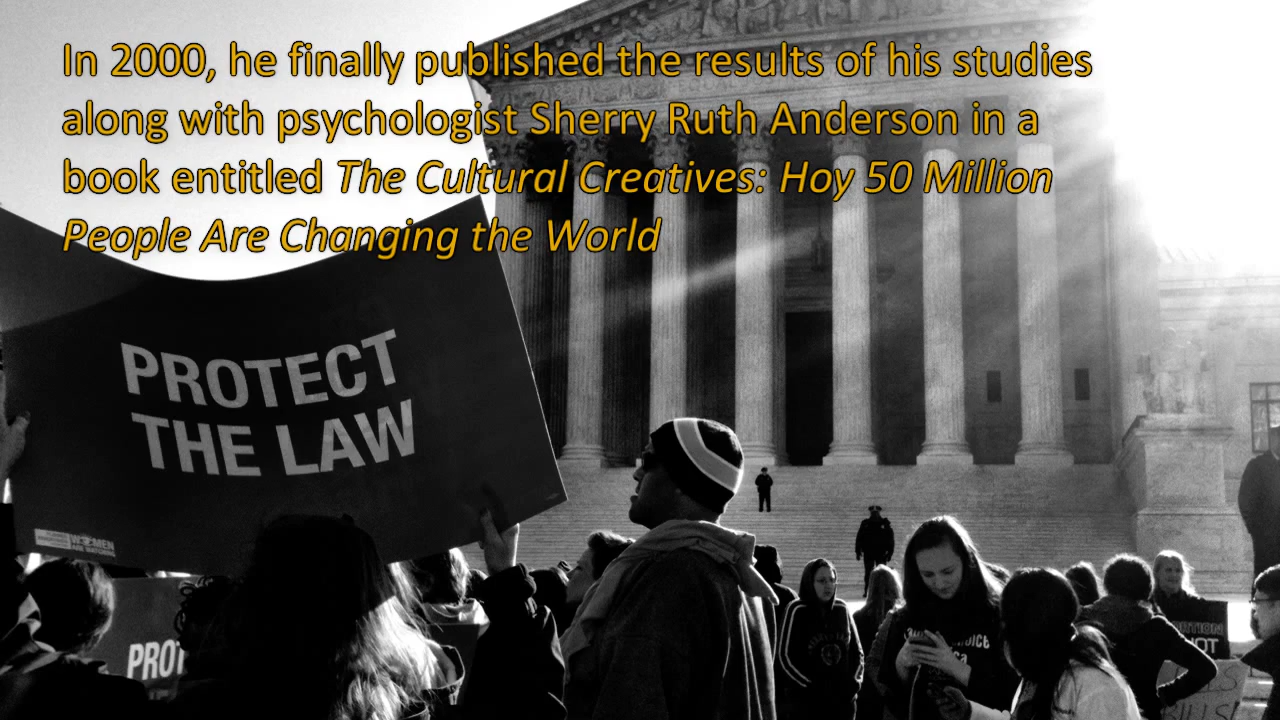 In 2000, he finally published the results of his studies
along with psychologist Sherry Ruth Anderson in a
book entitled The Cultural Creatives: Hoy 50 Million
People Are Changing the World
PROTECT
THE LAW